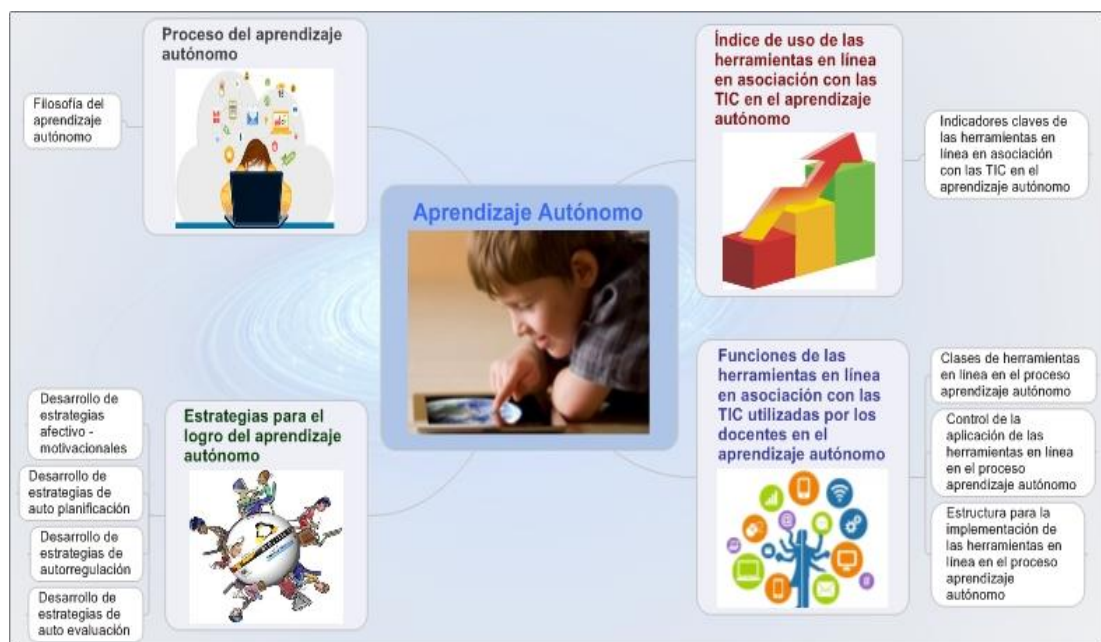 Proceso del aprendizaje
autónomo
Filosofía del
aprendizaje
autónomo
Índice de uso de las
herramientas en línea
en asociación con las
TIC en el aprendizaje
autónomo
Indicadores claves de
las herramientas en
línea en asociación
con las TIC en el
aprendizaje autónomo
Aprendizaje Autónomo
Estrategias para el
logro del aprendizaje
autónomo
Desarrollo de
estrategias
afectivo -
motivacionales
Desarrollo de
estrategias de
auto planificación
Desarrollo de
estrategias de
autorregulación
Desarrollo de
estrategias de
auto evaluación
Funciones de las
herramientas en línea
en asociación con las
TIC utilizadas por los
docentes en el
aprendizaje autónomo
Clases de herramientas
en línea en el proceso
aprendizaje autónomo
Control de la
aplicación de las
herramientas en línea
en el proceso
aprendizaje autónomo
Estructura para la
implementación de
las herramientas en
línea en el proceso
aprendizaje
autónomo